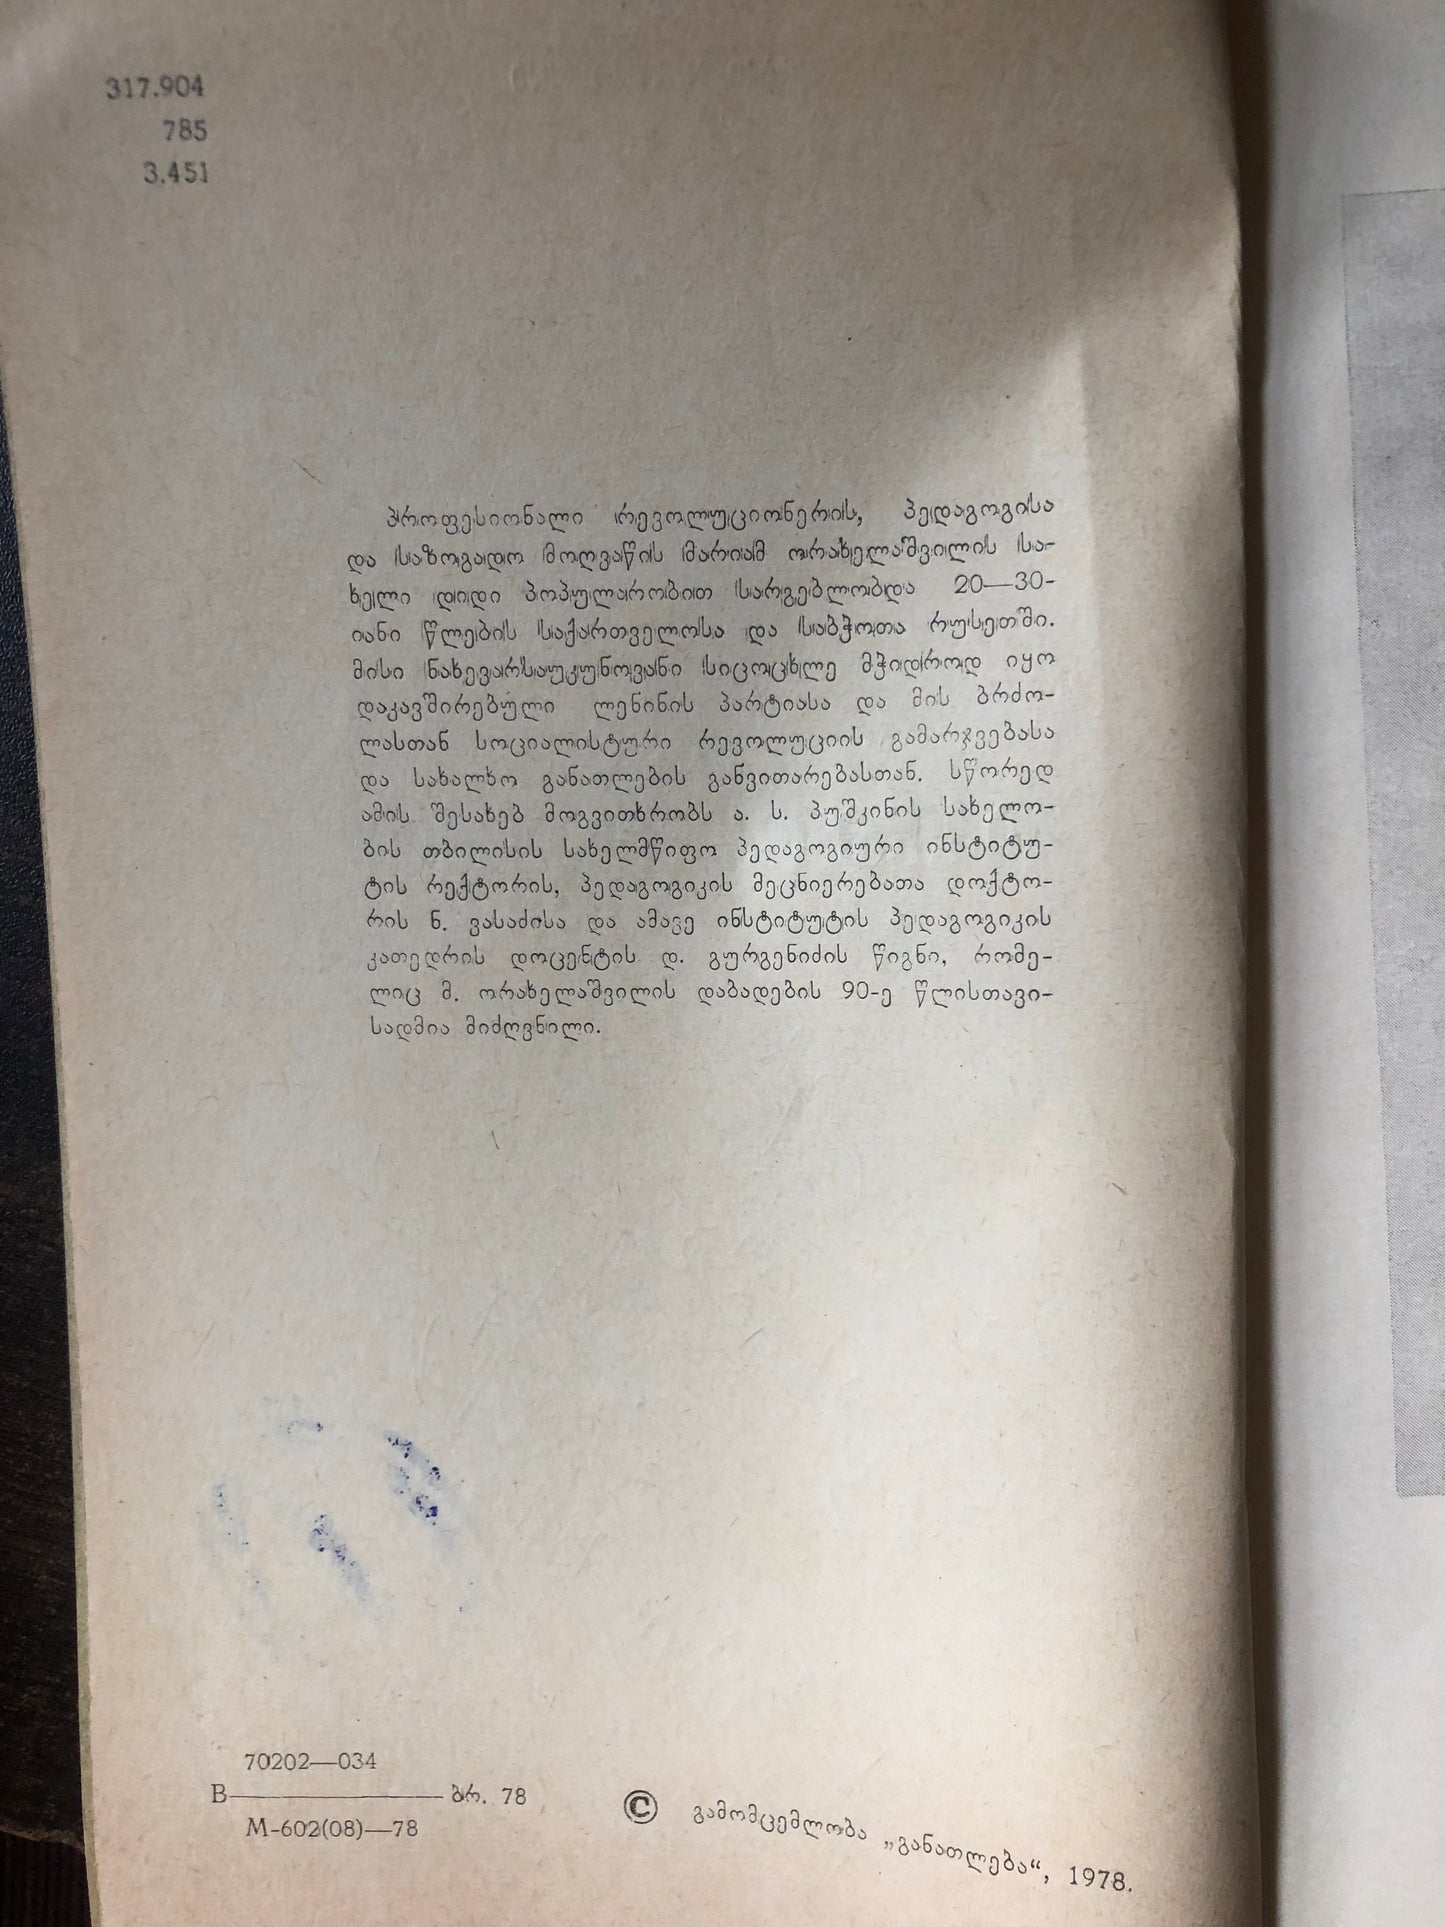 317.904
785
3.451
პროფესიონალი რევოლუციონერის, პედაგოგისა
და საზოგადო მოღვაწის მარიამ ორახელაშვილის სა-
ხელი დიდი პოპულარობით სარგებლობდა 20—30-
იანი წლების საქართველოსა და საბჭოთა რუსეთში.
მისი ნახევარსაუკუნოვანი სიცოცხლე მჭიდროდ იყო
დაკავშირებული ლენინის პარტიასა და მის ბრძო-
ლასთან სოციალისტური რევოლუციის გამარჯვებასა
და სახალხო განათლების განვითარებასთან. სწორედ
ამის შესახებ მოგვითხრობს ა. ს. პუშკინის სახელო-
ბის თბილისის სახელმწიფო პედაგოგიური ინსტიტუ-
ტის რექტორის, პედაგოგიკის მეცნიერებათა დოქტო-
რის ნ. ვასაძისა და ამავე ინსტიტუტის პედაგოგიკის
კათედრის დოცენტის დ. გურგენიძის წიგნი, რომე-
ლიც მ. ორახელაშვილის დაბადების 90-ე წლისთავი-
სადმია მიძღვნილი.
70202—034
В— ბრ. 78
М-602(08)—78
© გამომცემლობა „განათლება“, 1978.